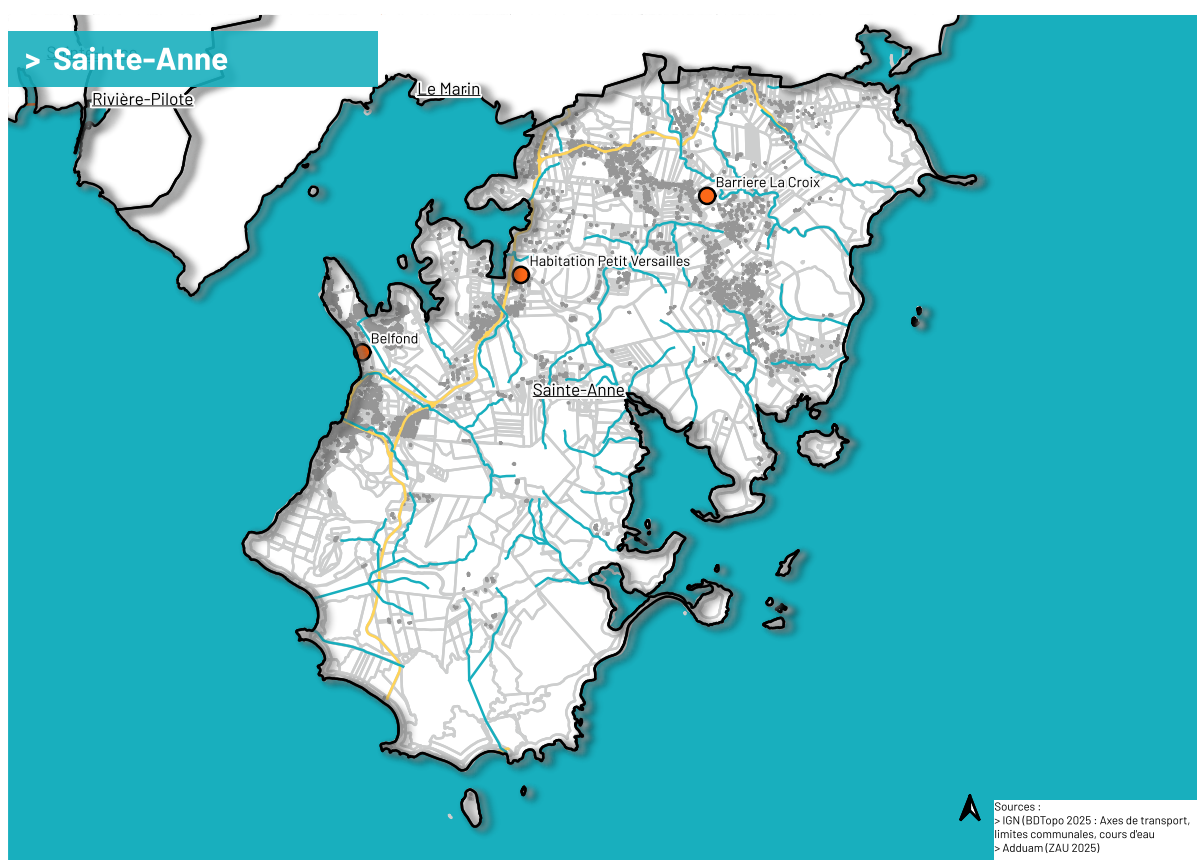 > Sainte-Anne
Le Marin
Rivière-Pilote
Barriere La Croix
Habitation Petit Versailles
Belfond
Sainte-Anne
Sources :
> IGN (BDTopo 2025 : Axes de transport,
limites communales, cours d'eau
> Adduam (ZAU 2025)